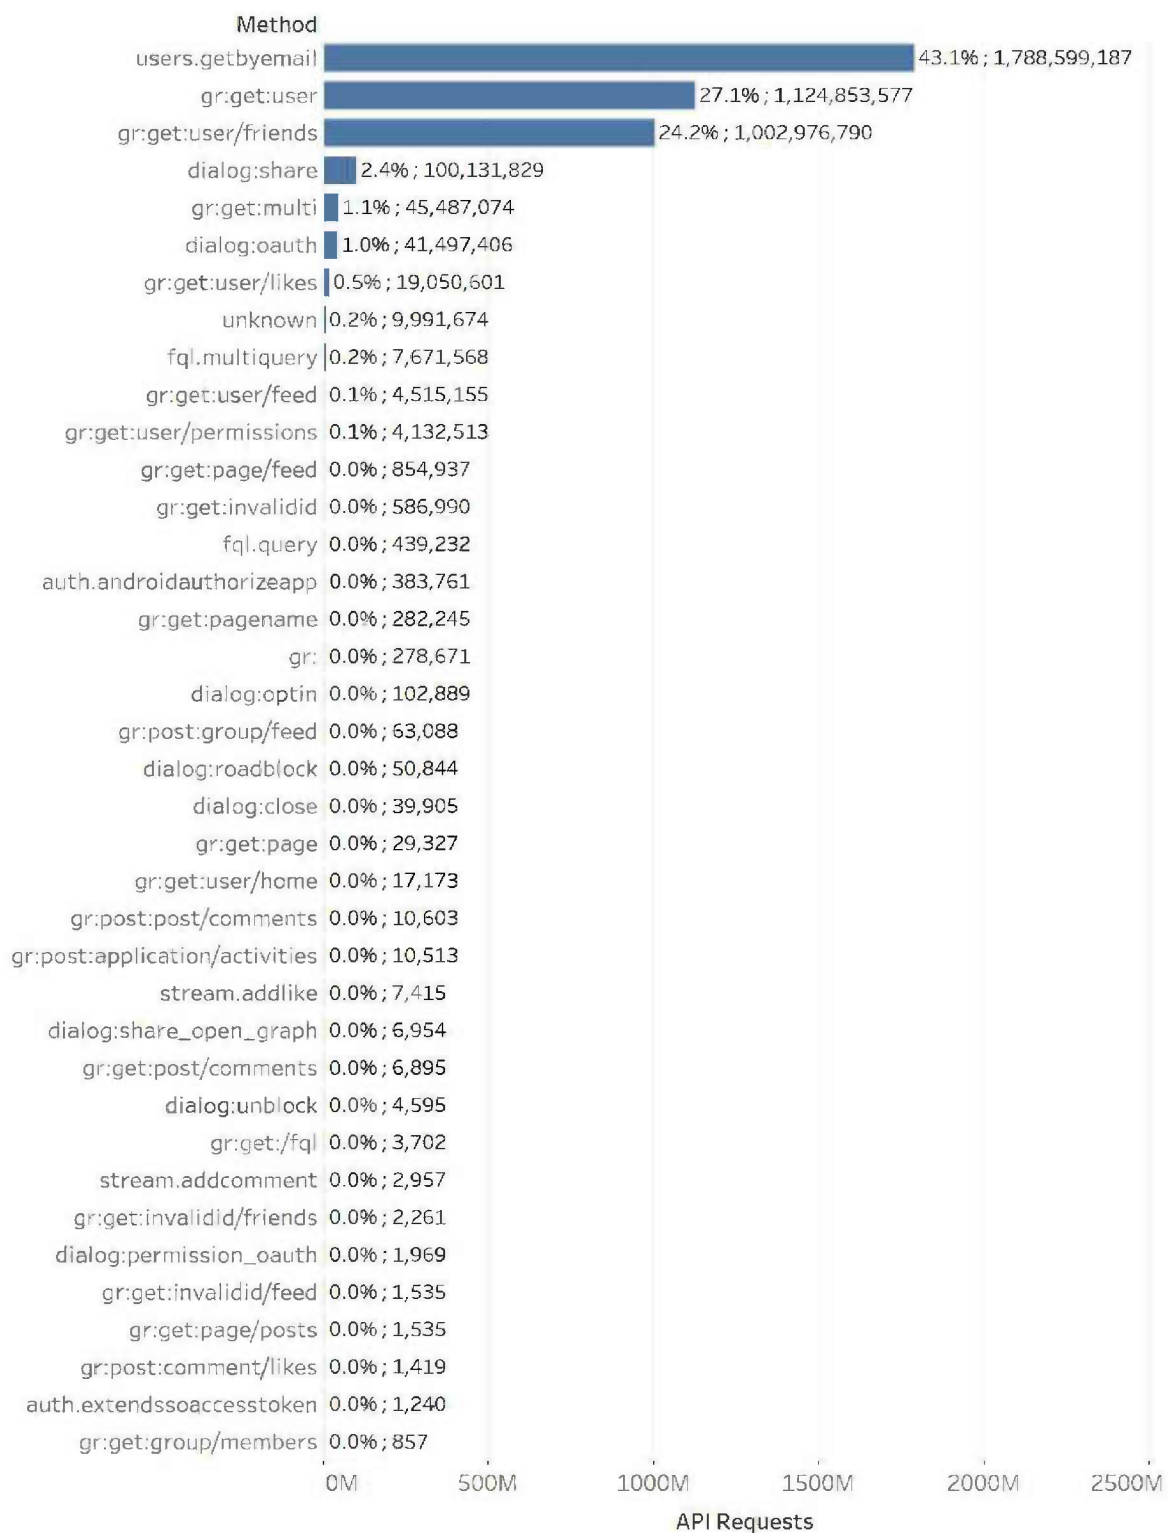 Method
users.getbyemail 43.1% ; 1,788,599,187
gr:get:user 27.1% ; 1,124,853,577
gr:get:user/friends 24.2% ; 1,002,976,790
dialog:share 2.4% ; 100,131,829
gr:get:multi 1.1% ; 45,487,074
dialog:oauth 1.0% ; 41,497,406
gr:get:user/likes 0.5% ; 19,050,601
unknown 0.2% ; 9,991,674
fql.multiquery 0.2% ; 7,671,568
gr:get:user/feed 0.1% ; 4,515,155
gr:get:user/permissions 0.1% ; 4,132,513
gr:get:page/feed 0.0% ; 854,937
gr:get:invalidid 0.0% ; 586,990
fql.query 0.0% ; 439,232
auth.androidauthorizeapp 0.0% ; 383,761
gr:get:pagename 0.0% ; 282,245
gr: 0.0% ; 278,671
dialog:optin 0.0% ; 102,889
gr:post:group/feed 0.0% ; 63,088
dialog:roadblock 0.0% ; 50,844
dialog:close 0.0% ; 39,905
gr:get:page 0.0% ; 29,327
gr:get:user/home 0.0% ; 17,173
gr:post:post/comments 0.0% ; 10,603
gr:post:application/activities 0.0% ; 10,513
stream.addlike 0.0% ; 7,415
dialog:share_open_graph 0.0% ; 6,954
gr:get:post/comments 0.0% ; 6,895
dialog:unblock 0.0% ; 4,595
gr:get:/fql 0.0% ; 3,702
stream.addcomment 0.0% ; 2,957
gr:get:invalidid/friends 0.0% ; 2,261
dialog:permission_oauth 0.0% ; 1,969
gr:get:invalidid/feed 0.0% ; 1,535
gr:get:page/posts 0.0% ; 1,535
gr:post:comment/likes 0.0% ; 1,419
auth.extendssoaccesstoken 0.0% ; 1,240
gr:get:group/members 0.0% ; 857
0M 500M 1000M 1500M 2000M 2500M
API Requests